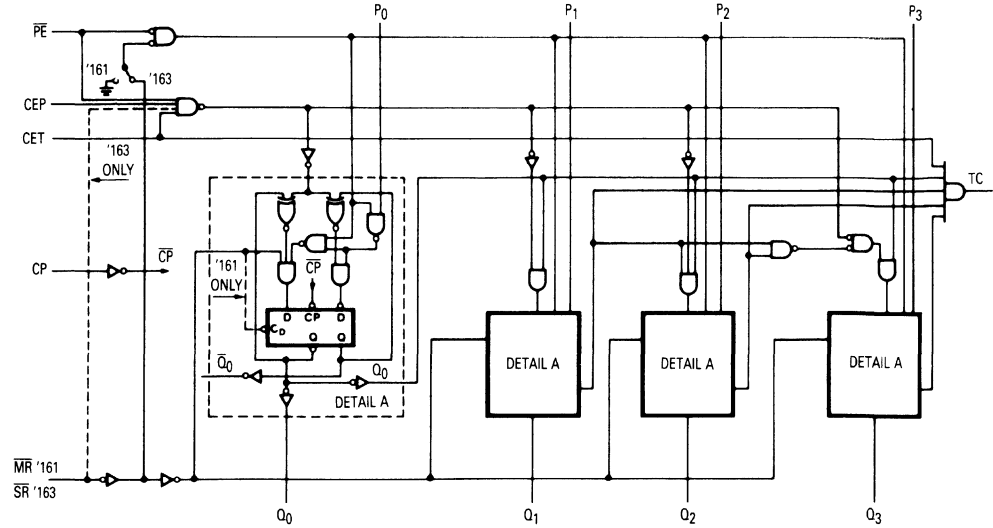 P0
P1
P2
P3
PE
'161
'163
CEP
CET
'163
ONLY
TC
CP
CP
'161
ONLY
CP
D
CP
D
C
D
Q
Q
Q0
Q0
DETAIL A
DETAIL A
DETAIL A
DETAIL A
MR '161
SR '163
Q0
Q1
Q2
Q3